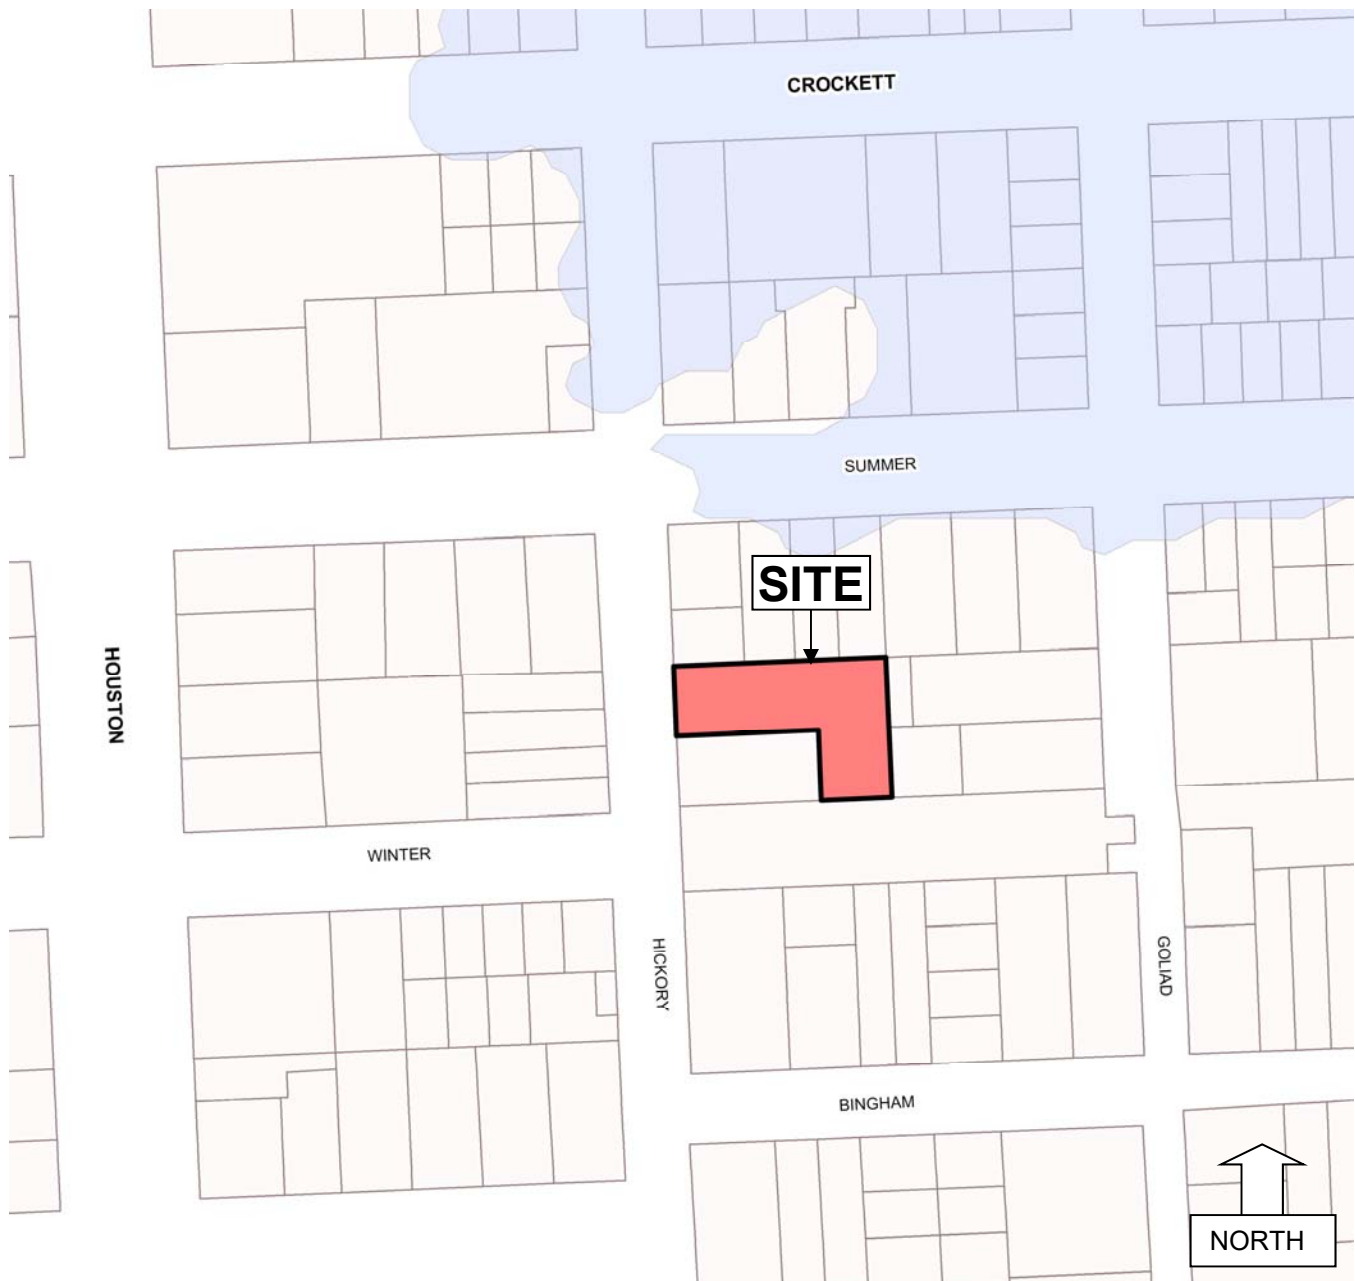 CROCKETT
SUMMER
SITE
HOUSTON
WINTER
HICKORY
GOLIAD
BINGHAM
NORTH